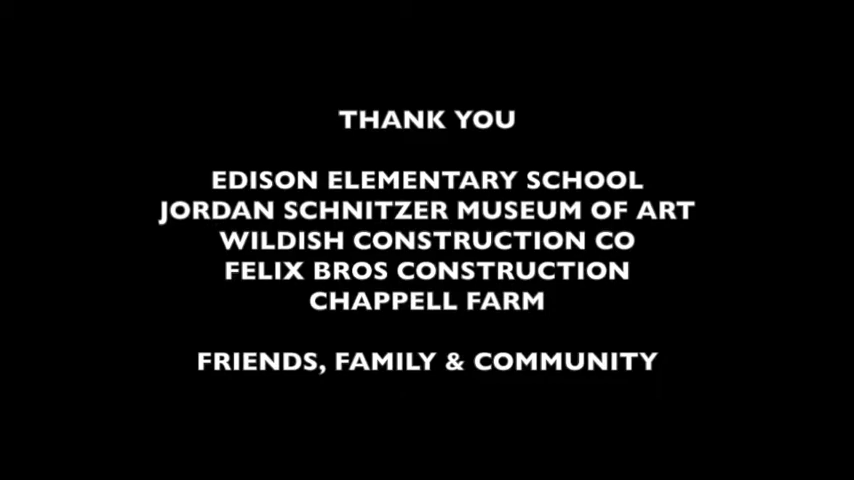 THANK YOU
EDISON ELEMENTARY SCHOOL
JORDAN SCHNITZER MUSEUM OF ART
WILDISH CONSTRUCTION CO
FELIX BROS CONSTRUCTION
CHAPPELL FARM
FRIENDS, FAMILY & COMMUNITY